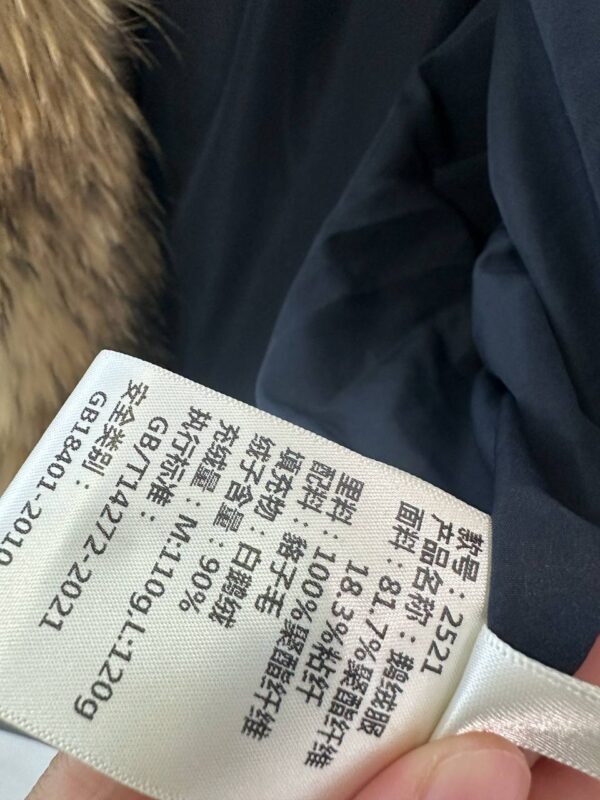 款号：2521
产品名称：鹅绒服
面料：81.7%聚酯纤维
18.3%粘纤
里料：100%聚酯纤维
配料：貉子毛
填充物：白鹅绒
绒子含量：90%
充绒量：M:110g,L:120g
执行标准：
GB/T14272-2021
安全类别：
GB18401-2010